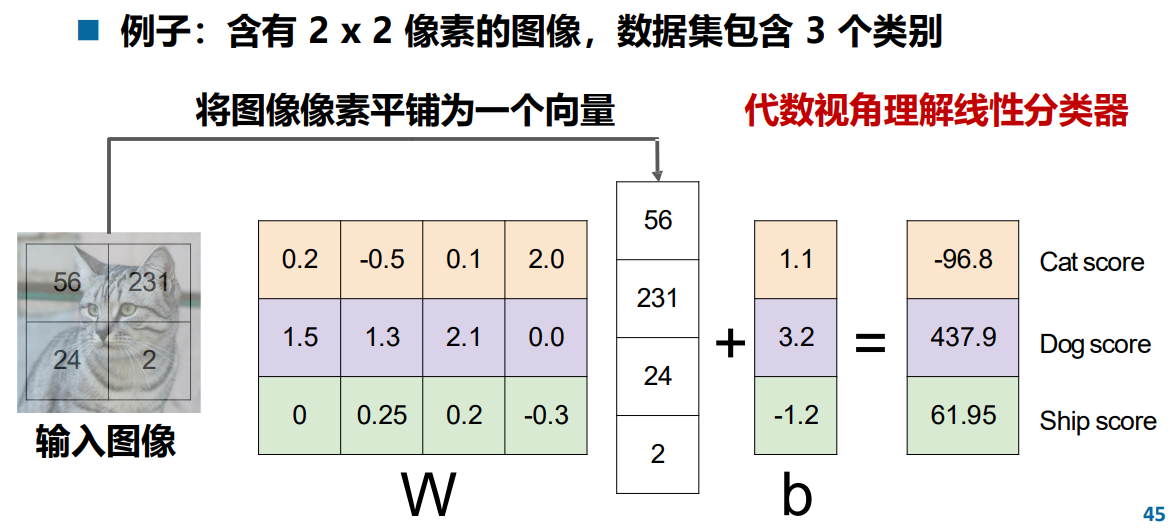 例子：含有 2 x 2 像素的图像，数据集包含 3 个类别
将图像像素平铺为一个向量
代数视角理解线性分类器
56 231
24 2
输入图像
0.2 -0.5 0.1 2.0
1.5 1.3 2.1 0.0
0 0.25 0.2 -0.3
W
56
231
24
2
+
1.1
3.2
-1.2
b
=
-96.8 Cat score
437.9 Dog score
61.95 Ship score
45